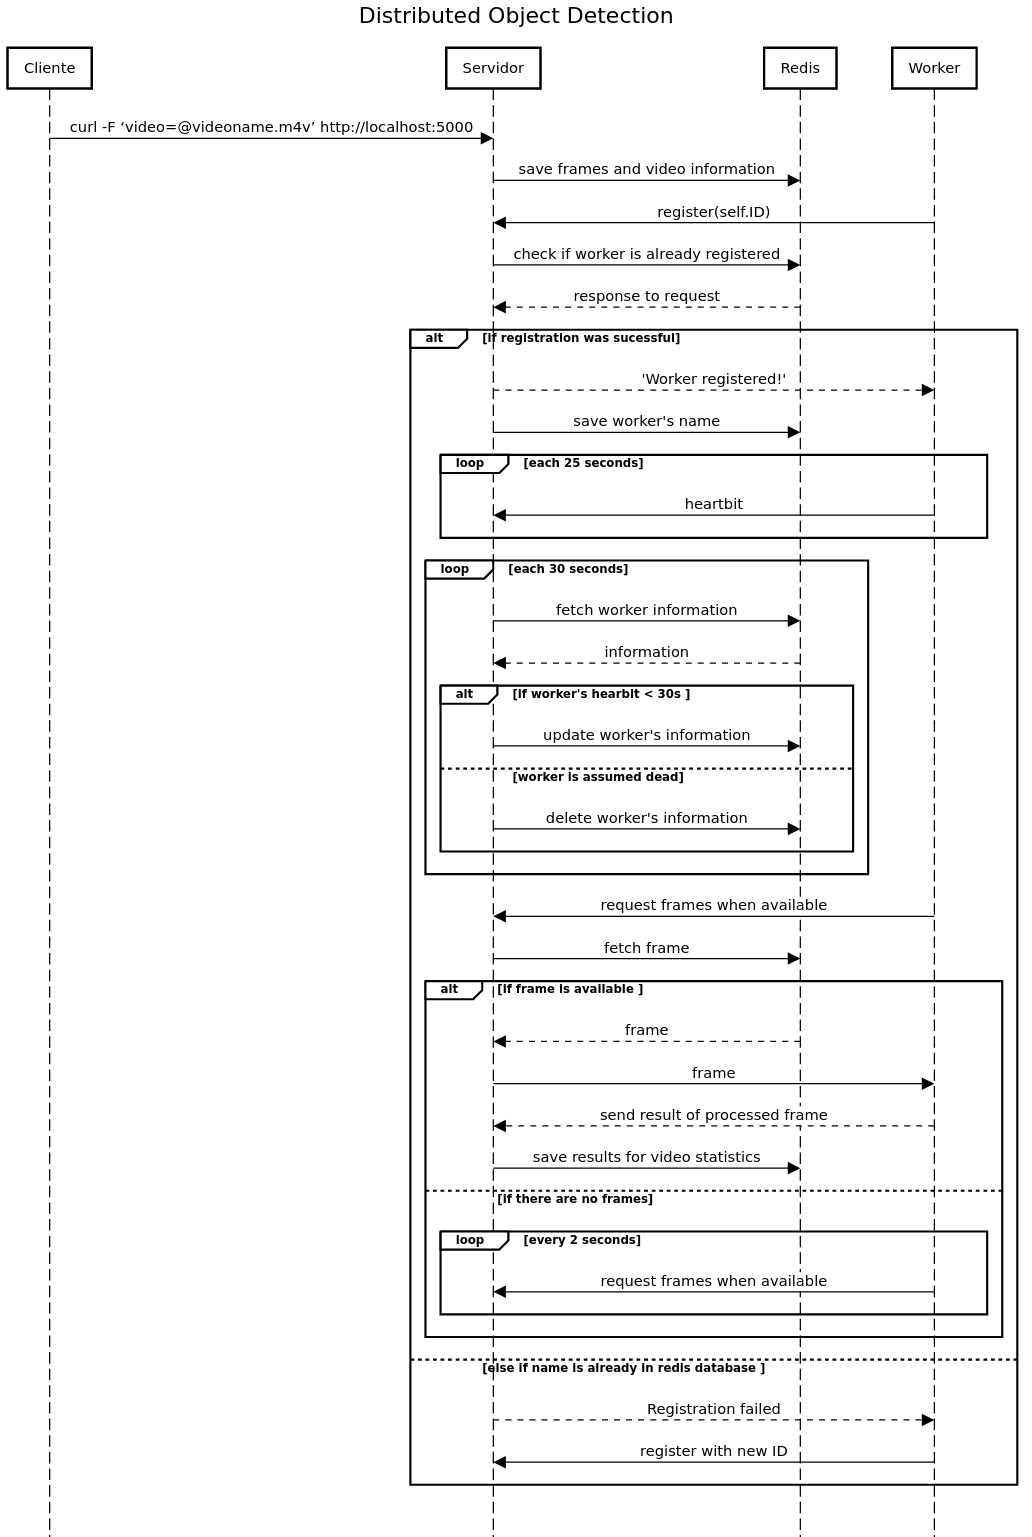 Distributed Object Detection
Cliente Servidor Redis Worker
curl -F ‘video=@videoname.m4v’ http://localhost:5000
save frames and video information
register(self.ID)
check if worker is already registered
response to request
alt [if registration was sucessful]
'Worker registered!'
save worker's name
loop [each 25 seconds]
heartbit
loop [each 30 seconds]
fetch worker information
information
alt [if worker's hearbit < 30s ]
update worker's information
[worker is assumed dead]
delete worker's information
request frames when available
fetch frame
alt [if frame is available ]
frame
frame
send result of processed frame
save results for video statistics
[if there are no frames]
loop [every 2 seconds]
request frames when available
[else if name is already in redis database ]
Registration failed
register with new ID